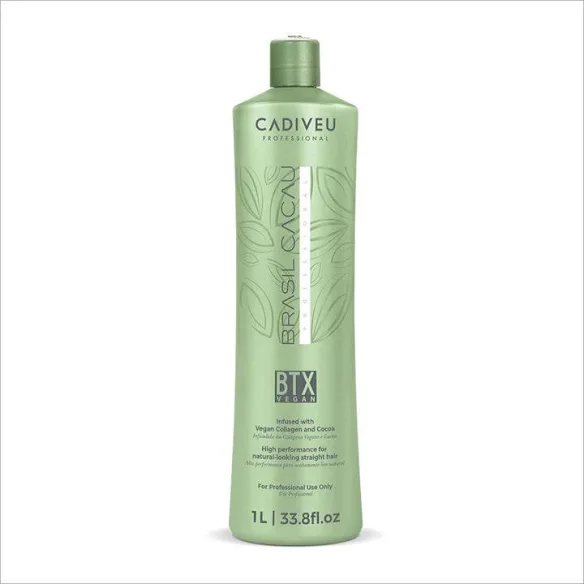 CADIVEU
PROFESSIONAL
BRASIL CACAU
BTX
VEGAN
Infused with
Vegan Collagen and Cocoa
High performance for
natural-looking straight hair
For Professional Use Only
1 L | 33.8fl.oz